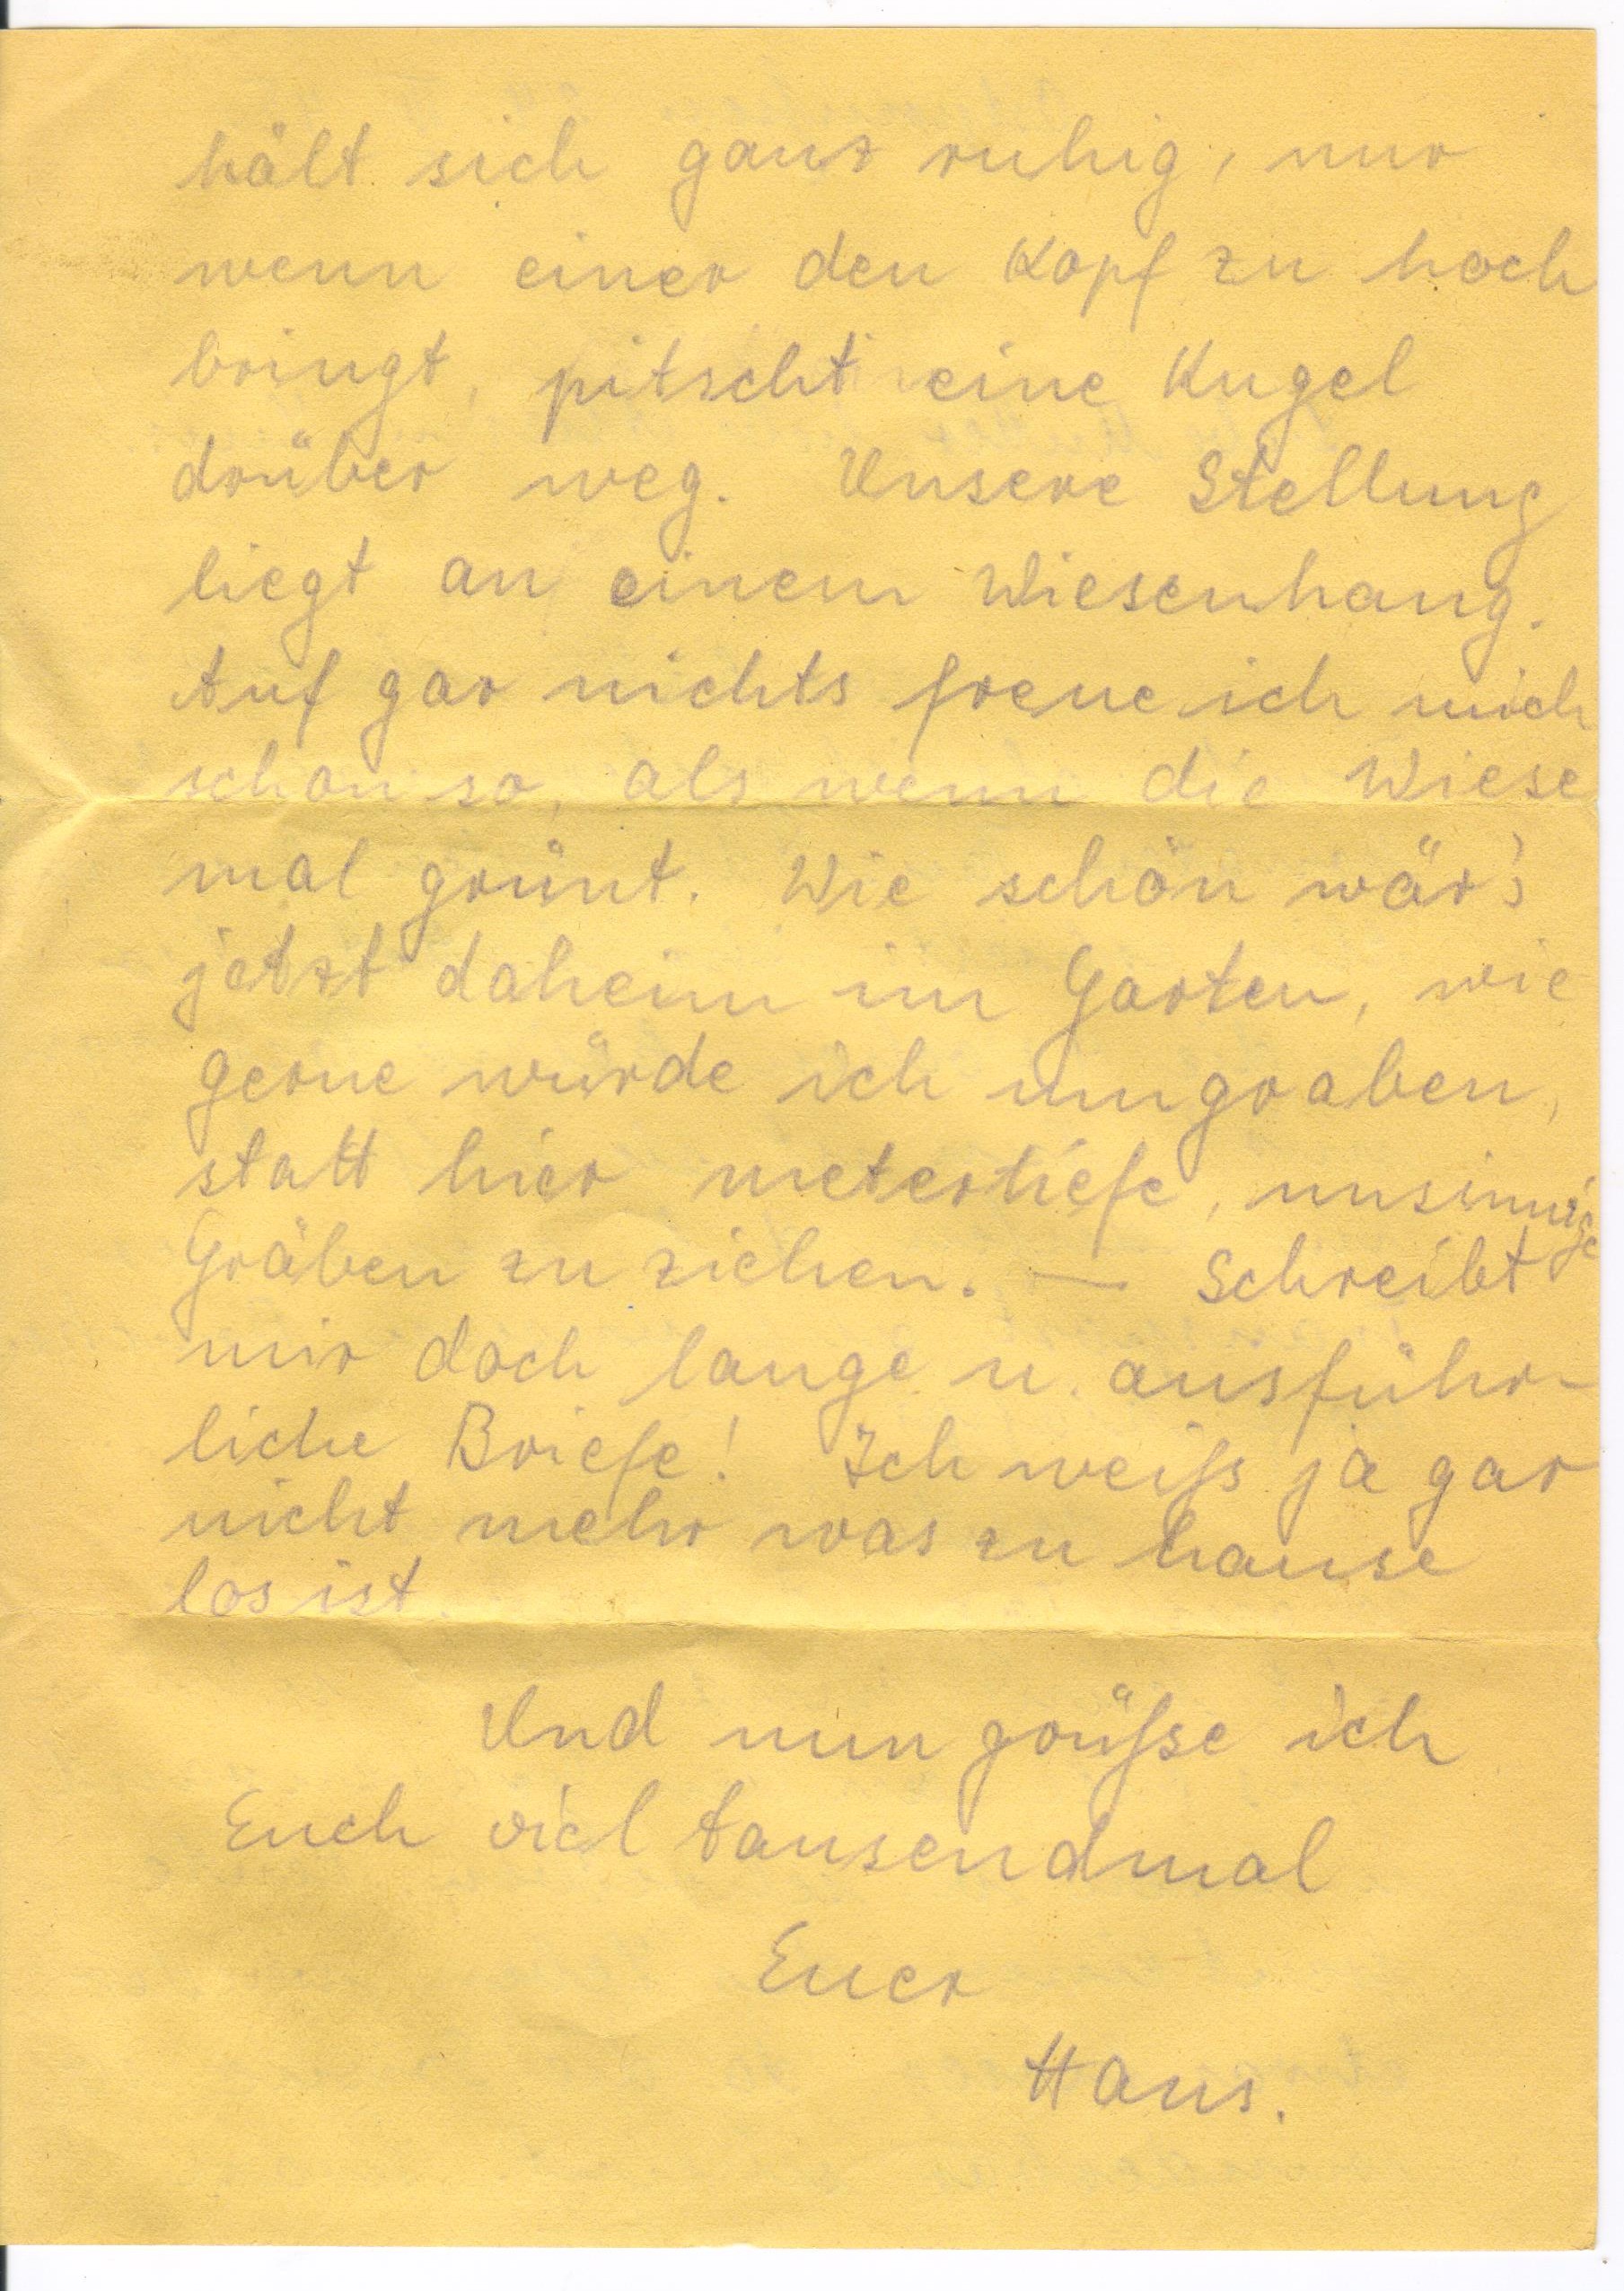 hält sich ganz ruhig, nur
wenn einer den Kopf zu hoch
bringt, pitscht eine Kugel
drüber weg. Unsere Stellung
liegt an einem Wiesenhang.
Auf gar nichts freue ich mich
schon so, als wenn die Wiese
mal grünt. Wie schön wär's
jetzt daheim im Garten, wie
gerne würde ich umgraben,
statt hier metertiefe, unsinnige
Gräben zu ziehen. — Schreibt
mir doch lange u. ausführ-
liche Briefe! Ich weiß ja gar
nicht mehr was zu hause
los ist.
Und nun grüße ich
Euch viel tausendmal
Euer
Hans.